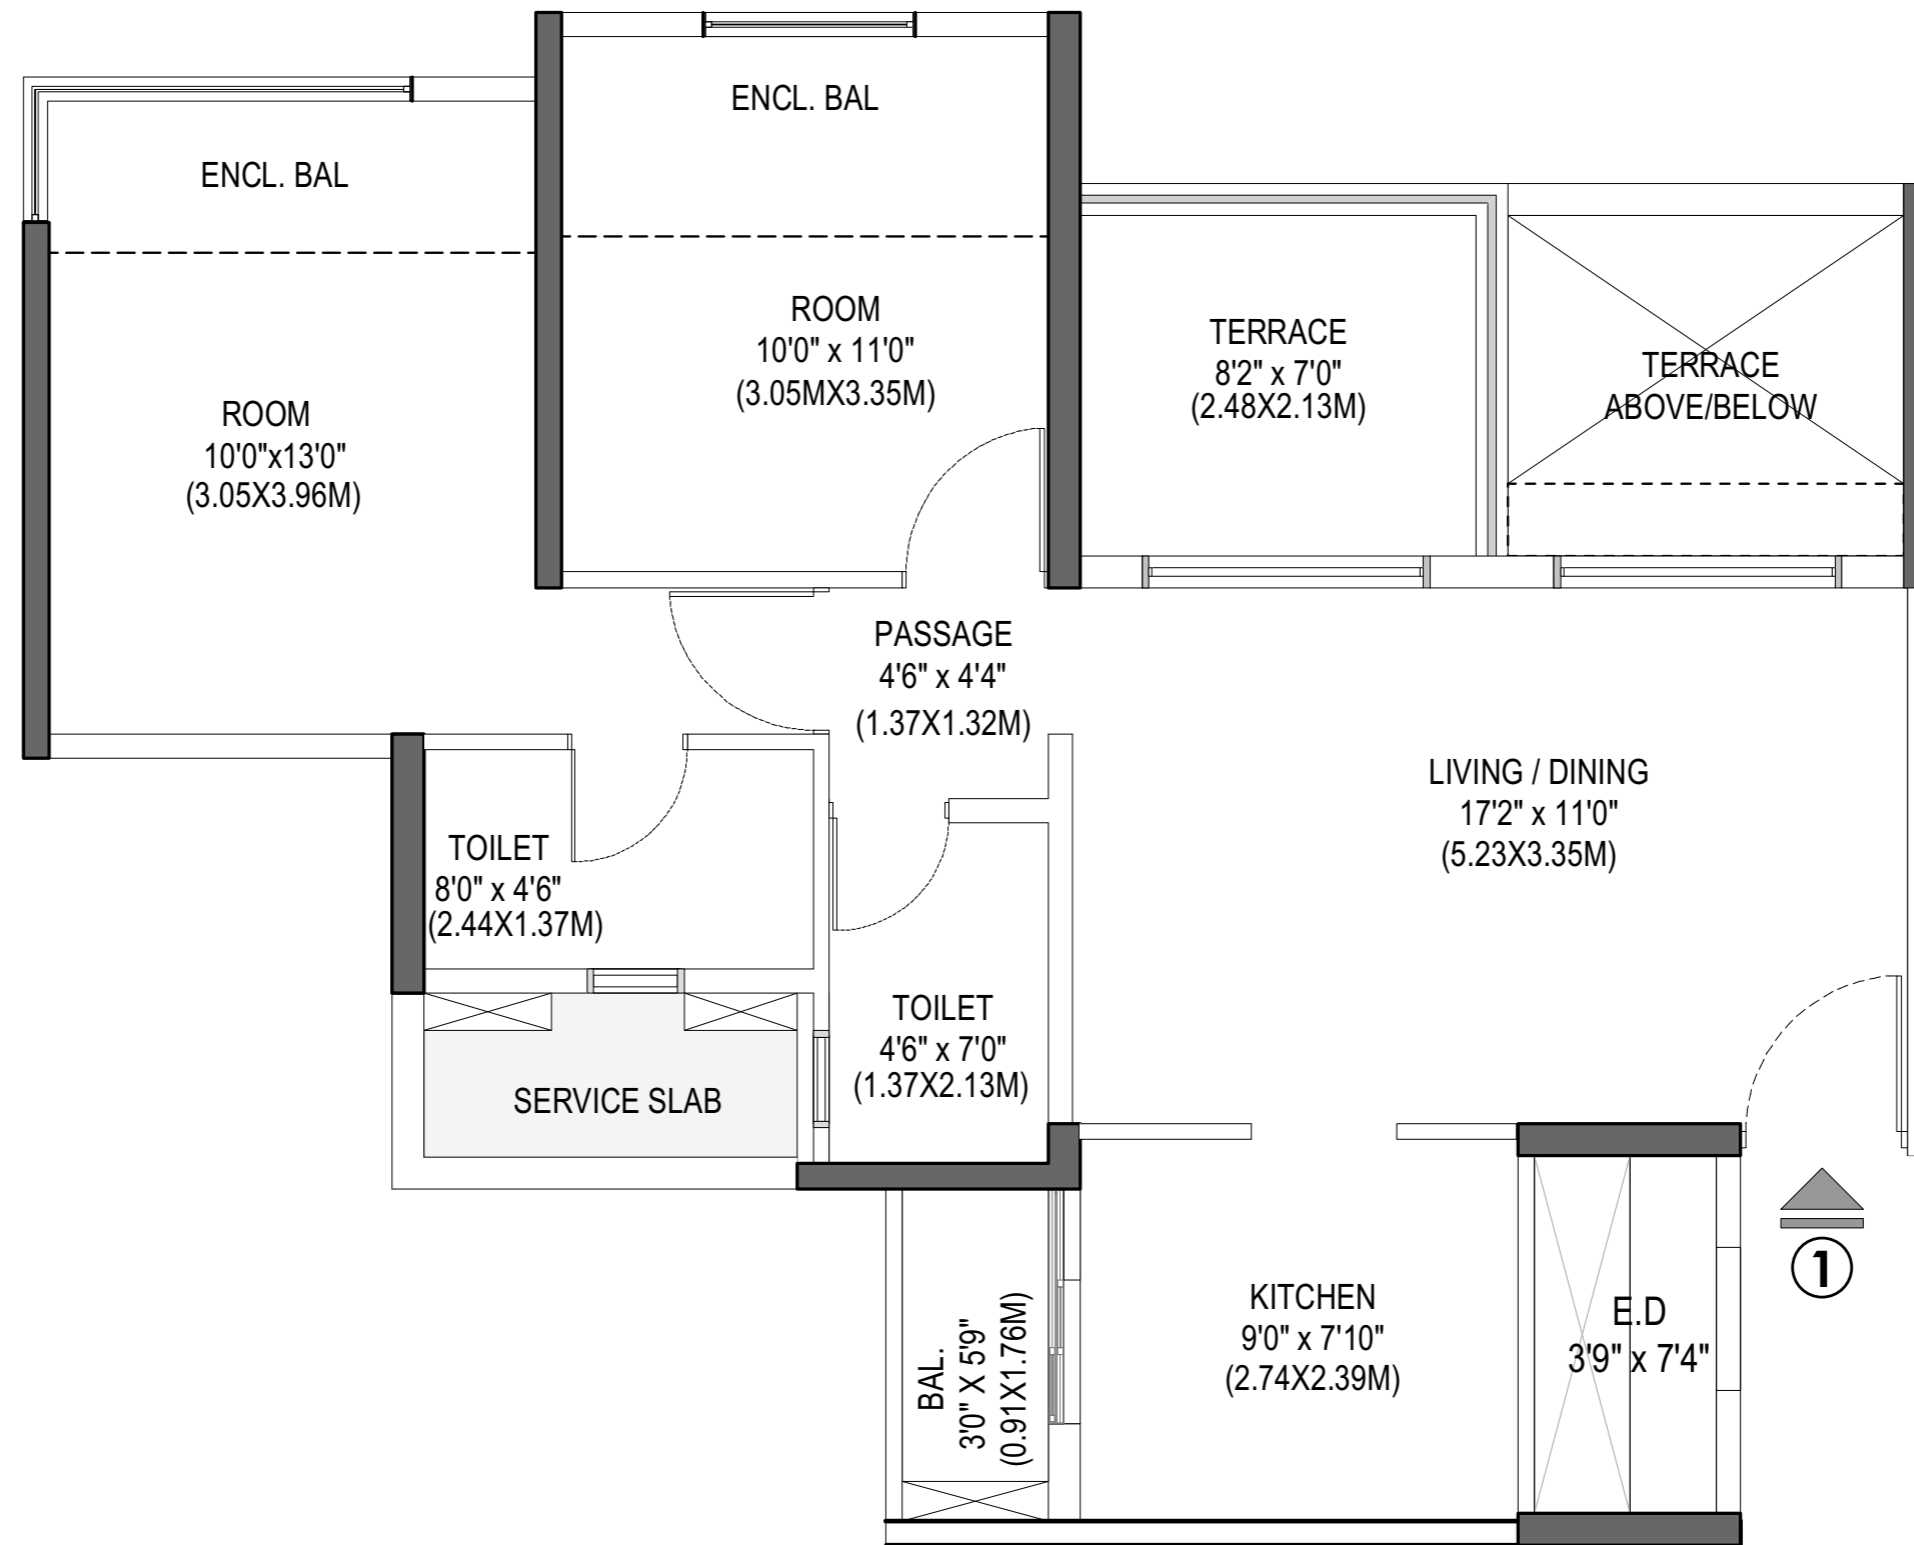 ENCL. BAL
ENCL. BAL
ROOM
10'0" x 11'0"
(3.05MX3.35M)
TERRACE
8'2" x 7'0"
(2.48X2.13M)
TERRACE
ABOVE/BELOW
ROOM
10'0"x13'0"
(3.05X3.96M)
PASSAGE
4'6" x 4'4"
(1.37X1.32M)
LIVING / DINING
17'2" x 11'0"
(5.23X3.35M)
TOILET
8'0" x 4'6"
(2.44X1.37M)
TOILET
4'6" x 7'0"
(1.37X2.13M)
SERVICE SLAB
BAL.
3'0" X 5'9"
(0.91X1.76M)
KITCHEN
9'0" x 7'10"
(2.74X2.39M)
E.D
3'9" x 7'4"
1